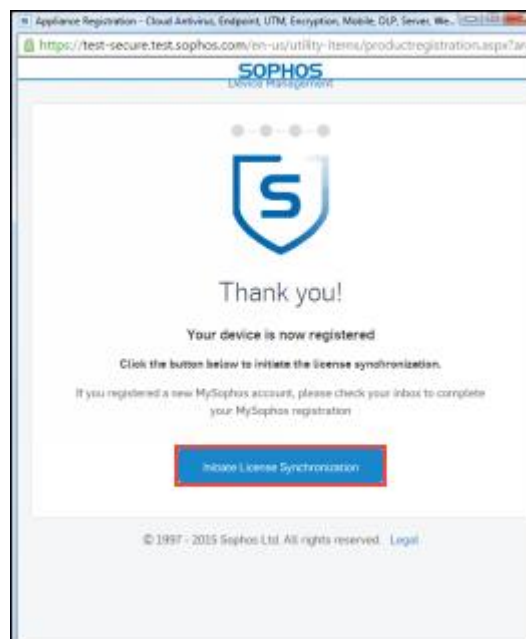 Appliance Registration - Cloud Antivirus, Endpoint, UTM, Encryption, Mobile, DLP, Server, We..
https://test-secure.test.sophos.com/en-us/utility-items/productregistration.aspx?a
SOPHOS
Device Management
S
Thank you!
Your device is now registered
Click the button below to initiate the license synchronization.
If you registered a new MySophos account, please check your inbox to complete
your MySophos registration
Initiate License Synchronization
© 1997 - 2015 Sophos Ltd. All rights reserved. Legal